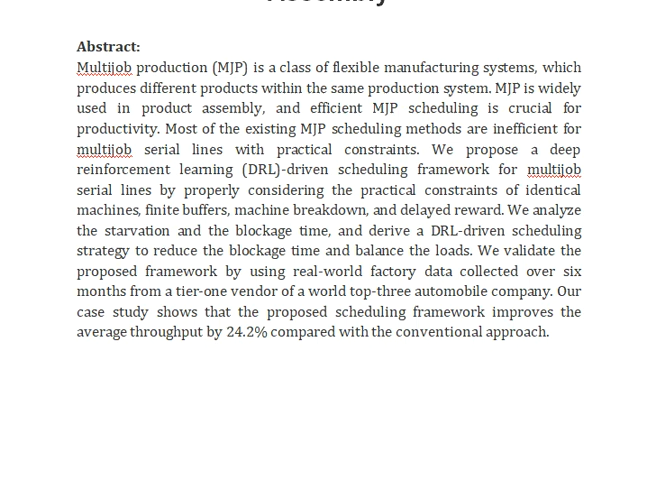 Assembly
Abstract:
Multijob production (MJP) is a class of flexible manufacturing systems, which
produces different products within the same production system. MJP is widely
used in product assembly, and efficient MJP scheduling is crucial for
productivity. Most of the existing MJP scheduling methods are inefficient for
multijob serial lines with practical constraints. We propose a deep
reinforcement learning (DRL)-driven scheduling framework for multijob
serial lines by properly considering the practical constraints of identical
machines, finite buffers, machine breakdown, and delayed reward. We analyze
the starvation and the blockage time, and derive a DRL-driven scheduling
strategy to reduce the blockage time and balance the loads. We validate the
proposed framework by using real-world factory data collected over six
months from a tier-one vendor of a world top-three automobile company. Our
case study shows that the proposed scheduling framework improves the
average throughput by 24.2% compared with the conventional approach.